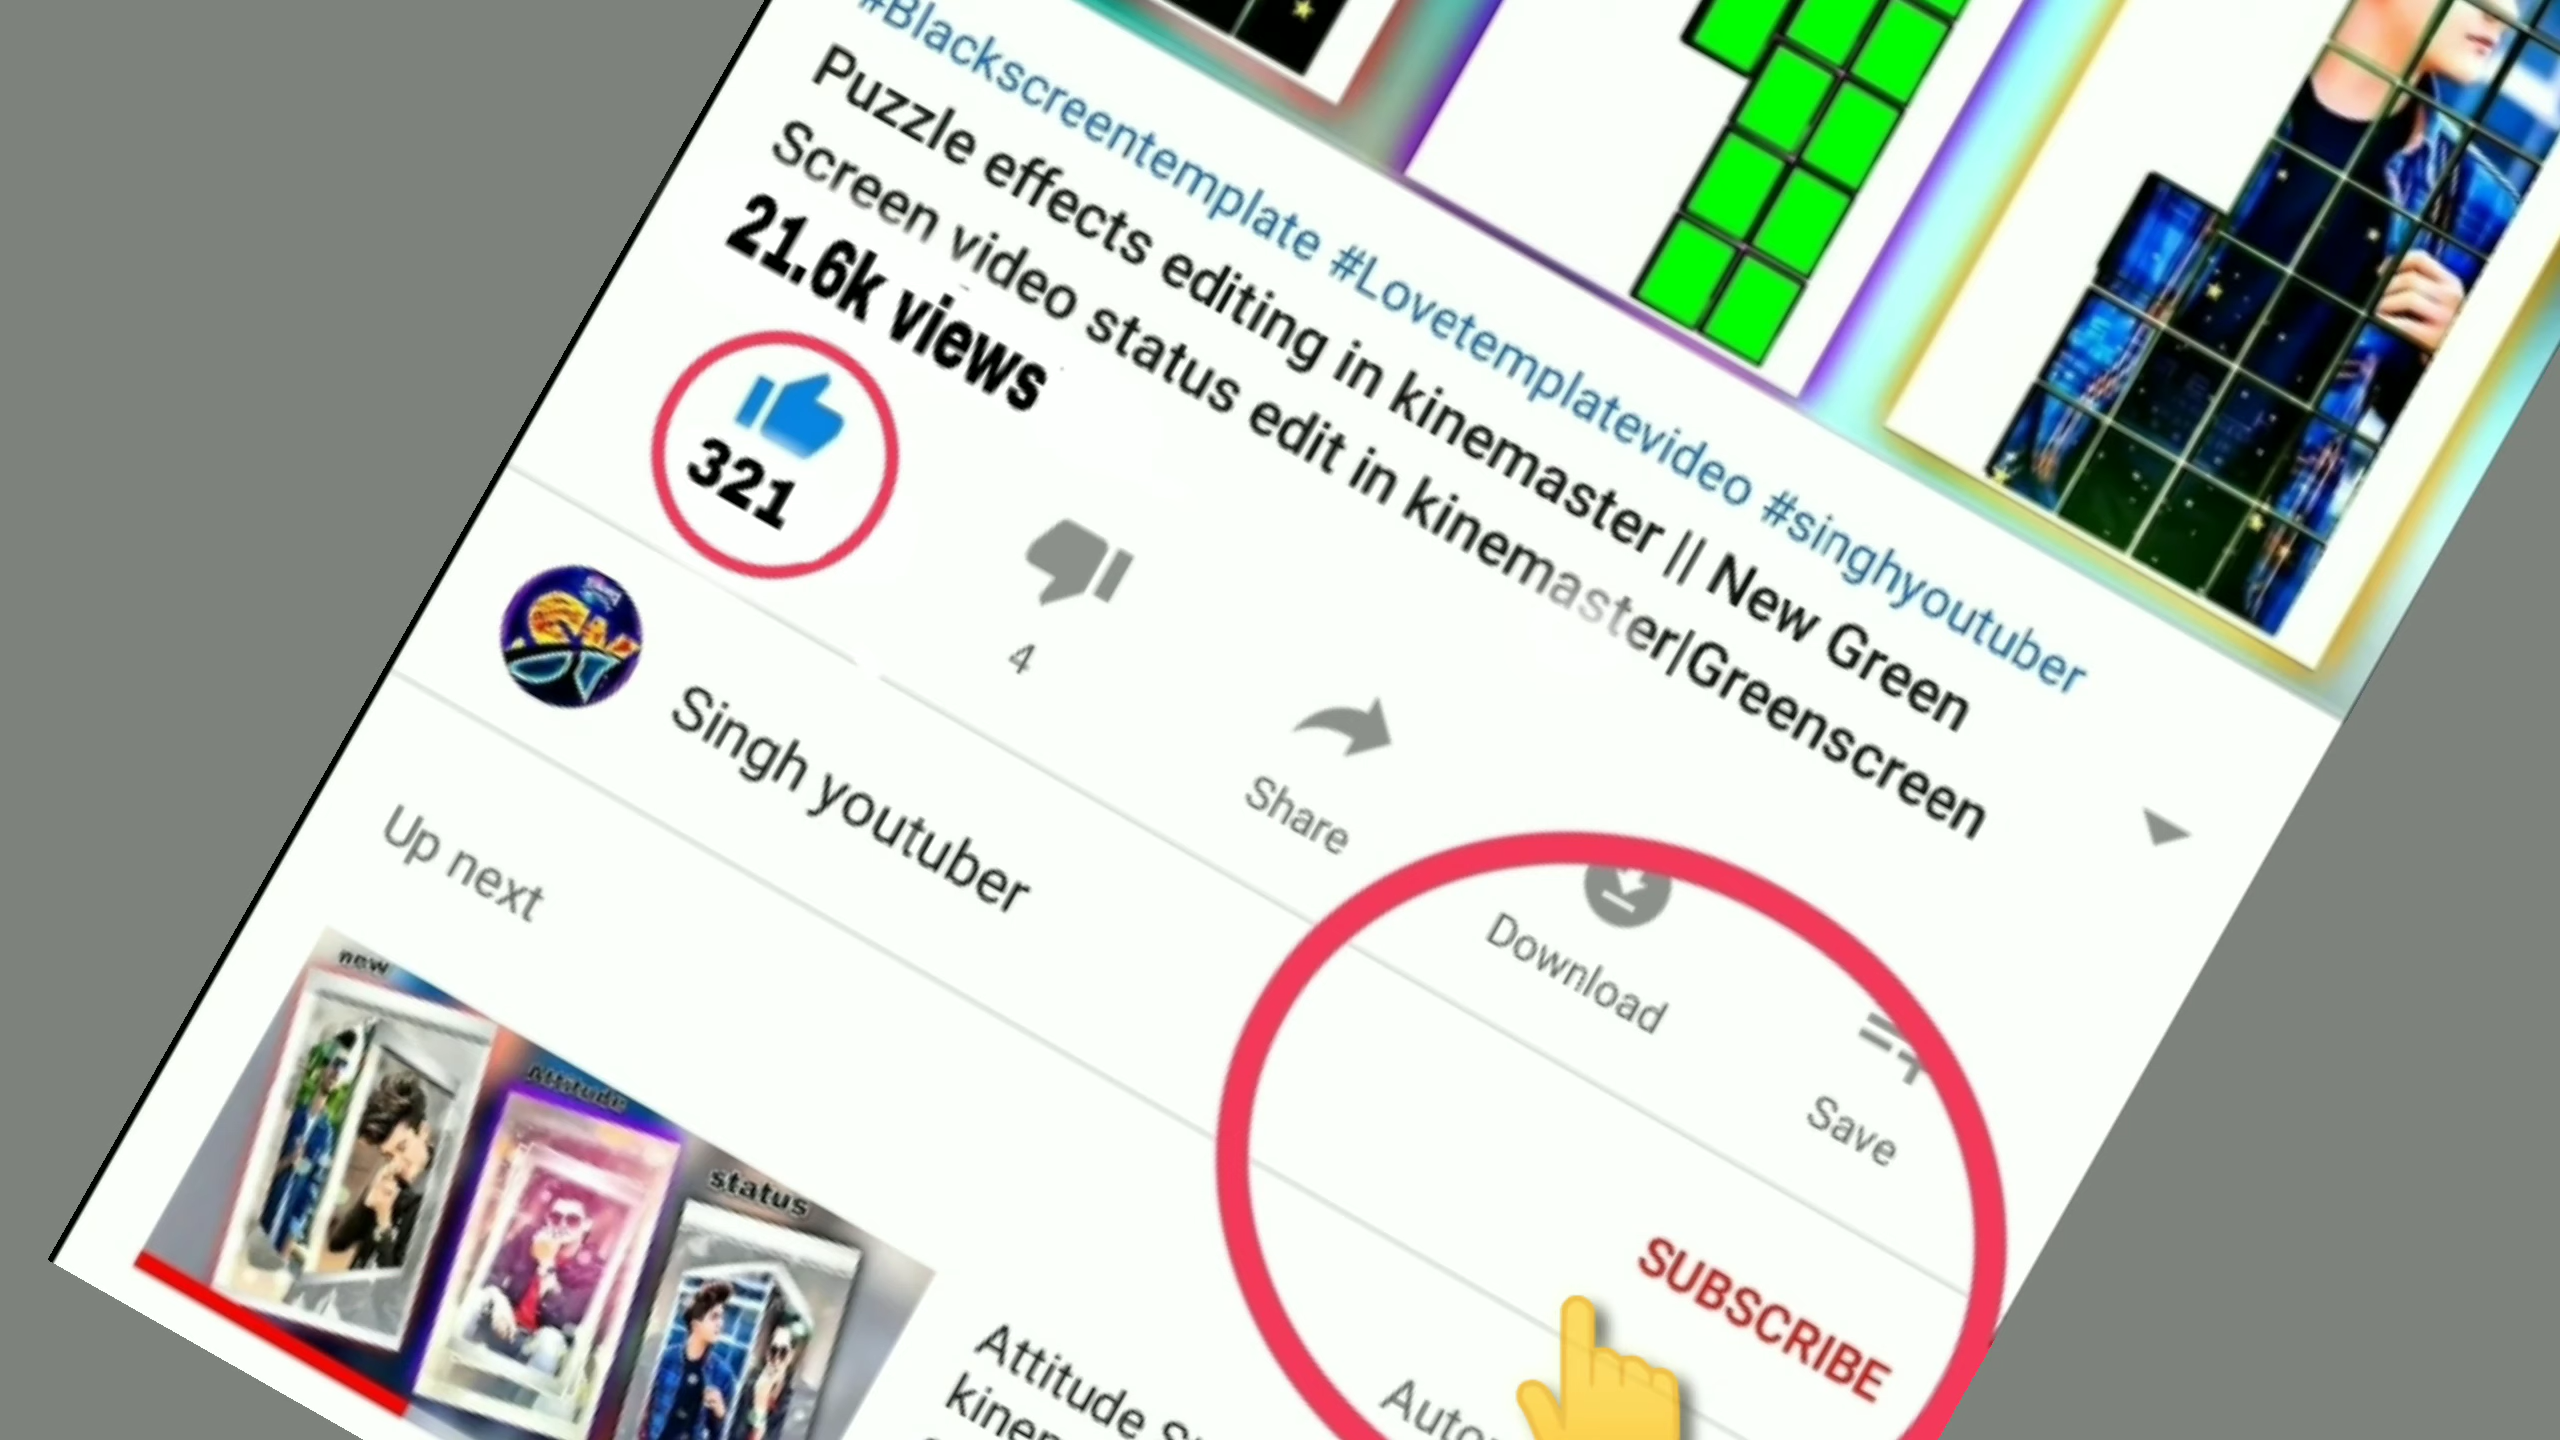 #Blackscreentemplate #Lovetemplatevideo #singhyoutuber
Puzzle effects editing in kinemaster || New Green
Screen video status edit in kinemaster|Greenscreen
21.6k views
321
4
Share
Download
Save
Singh youtuber
SUBSCRIBE
Up next
new
Attitude
status
Attitude